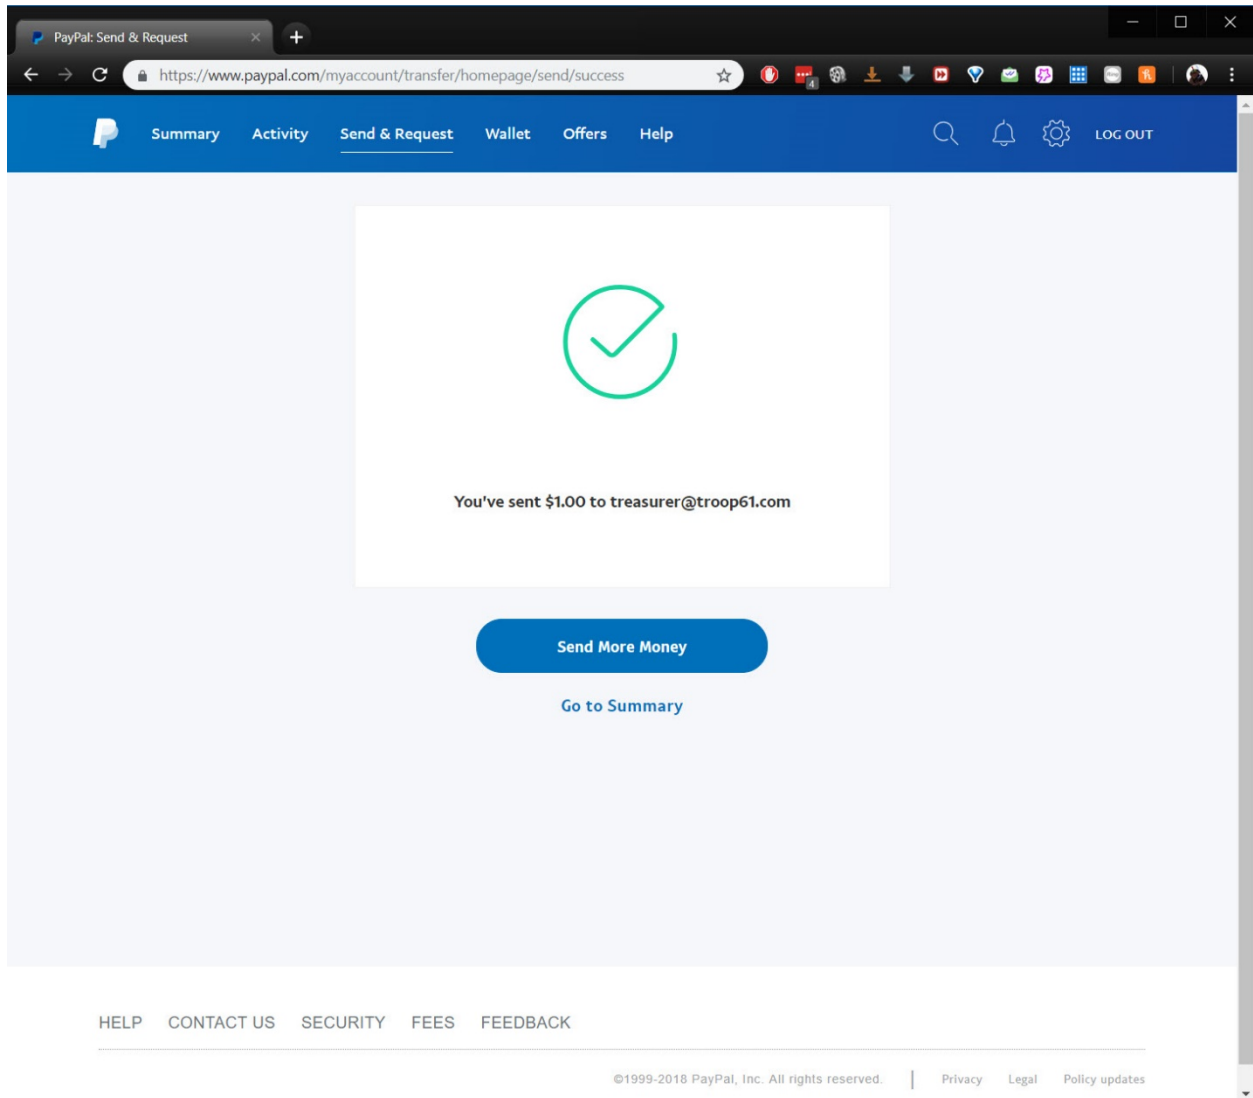 PayPal: Send & Request
https://www.paypal.com/myaccount/transfer/homepage/send/success
4
Summary Activity Send & Request Wallet Offers Help LOG OUT
You've sent $1.00 to treasurer@troop61.com
Send More Money
Go to Summary
HELP CONTACT US SECURITY FEES FEEDBACK
©1999-2018 PayPal, Inc. All rights reserved. | Privacy Legal Policy updates